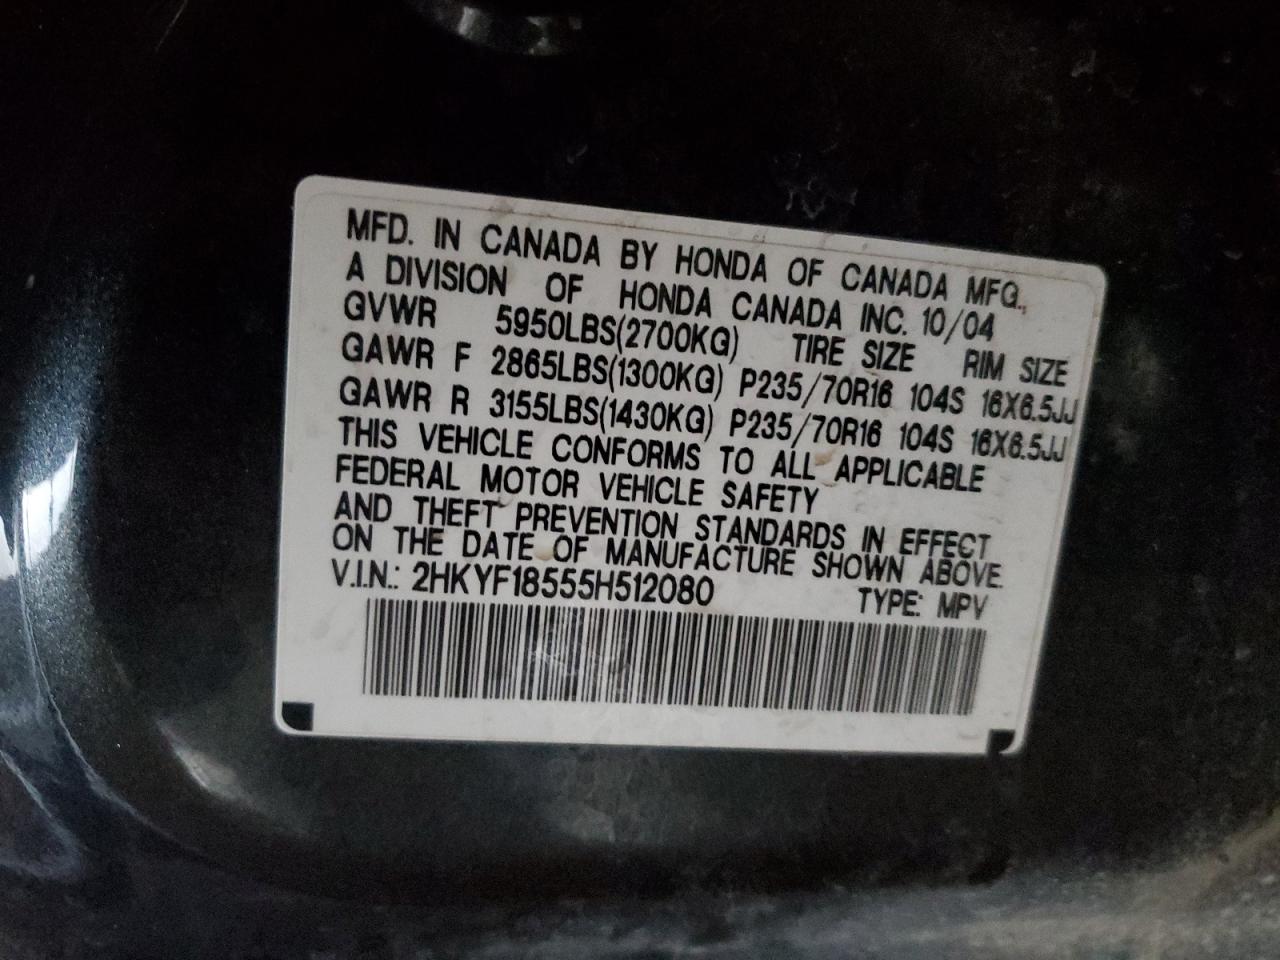 MFD. IN CANADA BY HONDA OF CANADA MFG.,
A DIVISION OF HONDA CANADA INC. 10/04
GVWR 5950LBS(2700KG) TIRE SIZE RIM SIZE
GAWR F 2865LBS(1300KG) P235/70R16 104S 16X6.5JJ
GAWR R 3155LBS(1430KG) P235/70R16 104S 16X6.5JJ
THIS VEHICLE CONFORMS TO ALL APPLICABLE
FEDERAL MOTOR VEHICLE SAFETY
AND THEFT PREVENTION STANDARDS IN EFFECT
ON THE DATE OF MANUFACTURE SHOWN ABOVE.
V.I.N.: 2HKYF18555H512080 TYPE: MPV